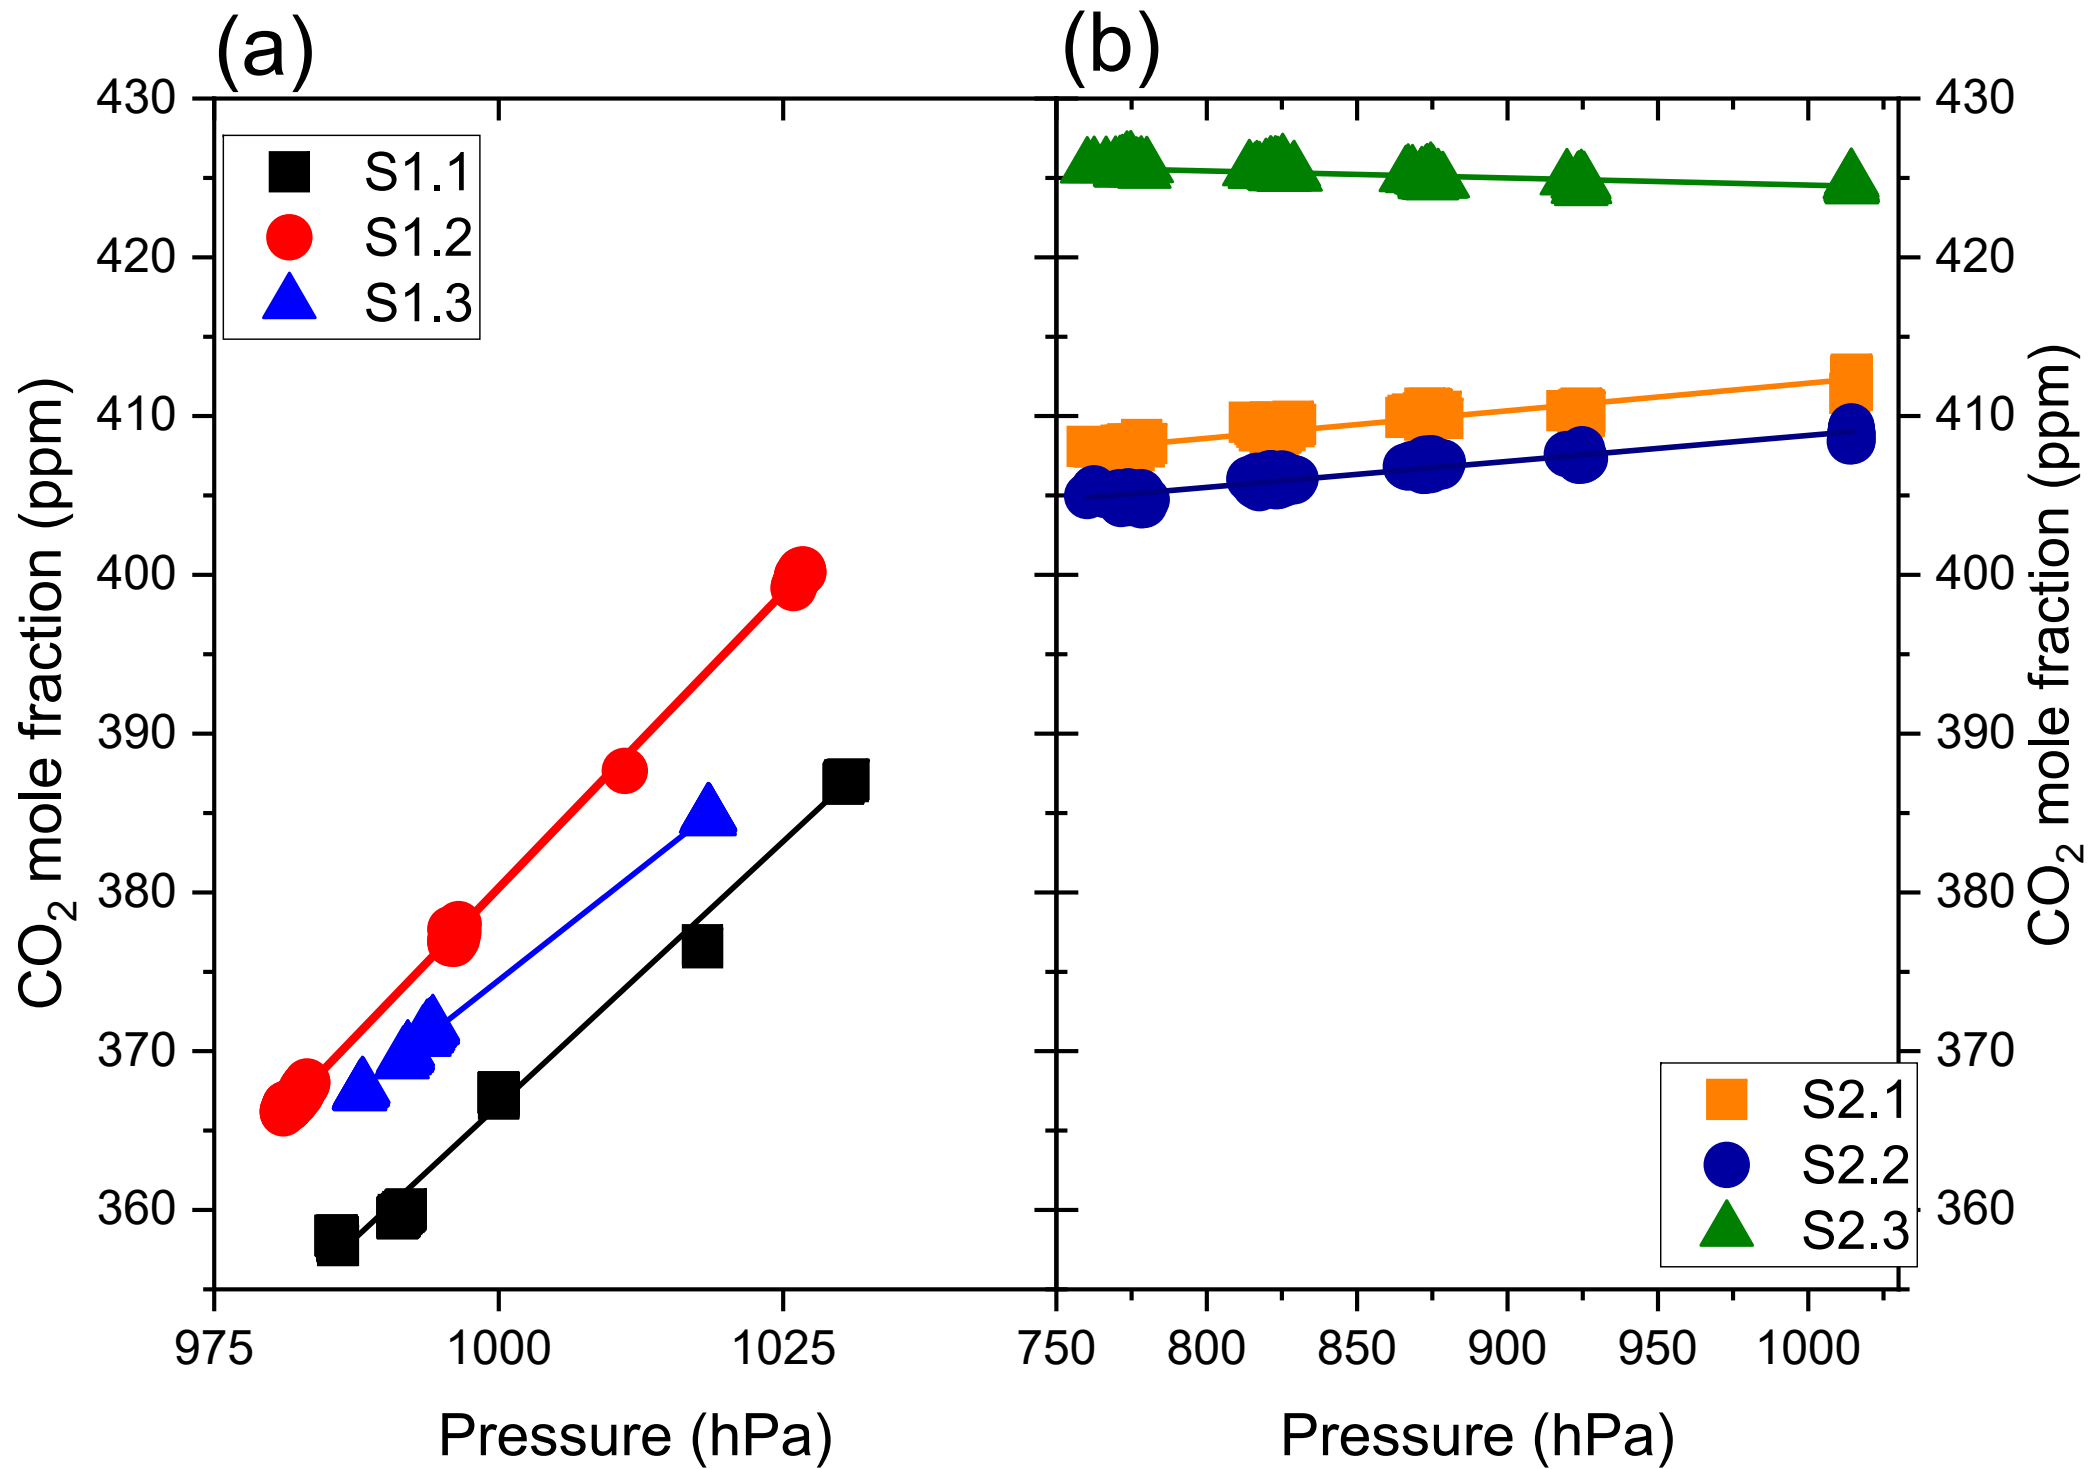 (a)
(b)
430
420
410
400
390
380
370
360
CO2 mole fraction (ppm)
S1.1
S1.2
S1.3
975
1000
1025
Pressure (hPa)
430
420
410
400
390
380
370
360
CO2 mole fraction (ppm)
S2.1
S2.2
S2.3
750
800
850
900
950
1000
Pressure (hPa)